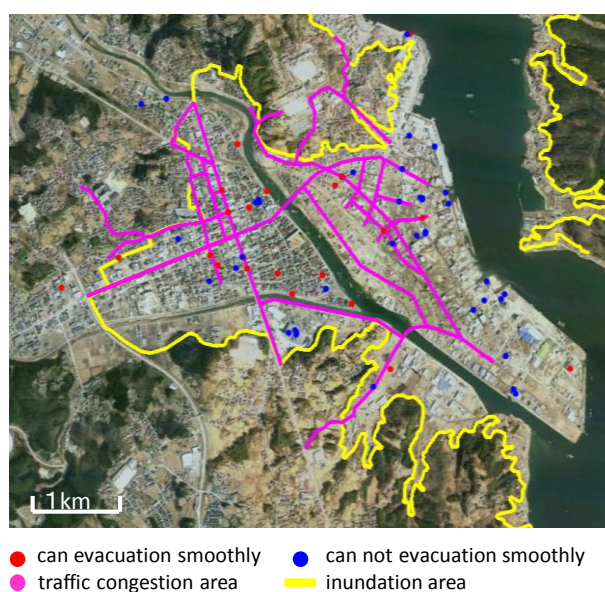 1km
can evacuation smoothly
can not evacuation smoothly
traffic congestion area
inundation area